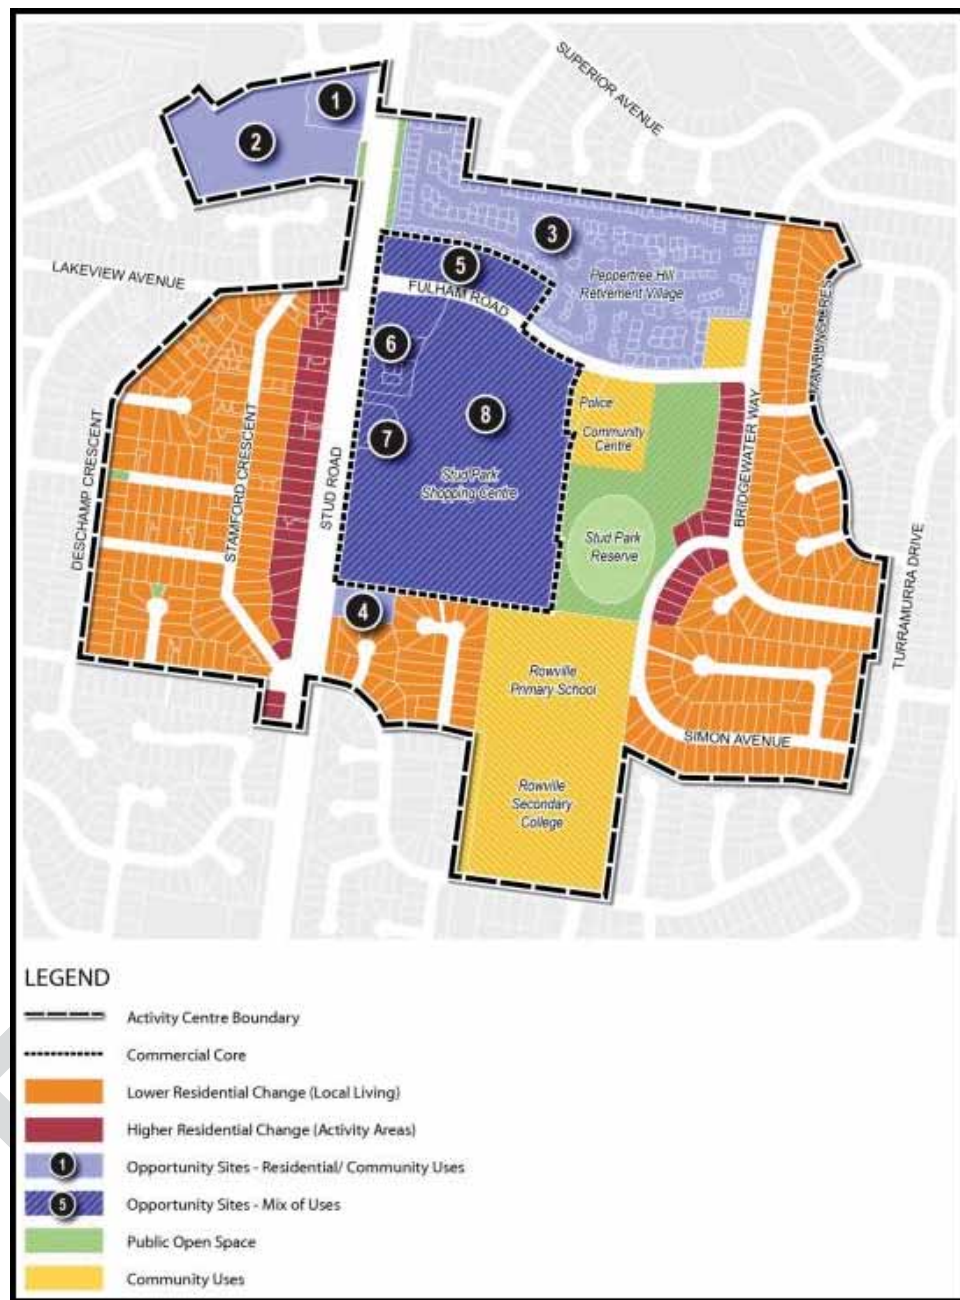 SUPERIOR AVENUE
1
2
3
Peppertree Hill
Retirement Village
LAKEVIEW AVENUE
5
FULHAM ROAD
6
7
8
Stud Park
Shopping Centre
Police
Community
Centre
Stud Park
Reserve
DESCHAMP CRESCENT
STAMFORD CRESCENT
STUD ROAD
BRIDGEWATER WAY
TURRAMURRA DRIVE
4
Rowville
Primary School
SIMON AVENUE
Rowville
Secondary
College
LEGEND
Activity Centre Boundary
Commercial Core
Lower Residential Change (Local Living)
Higher Residential Change (Activity Areas)
1
Opportunity Sites - Residential/ Community Uses
5
Opportunity Sites - Mix of Uses
Public Open Space
Community Uses